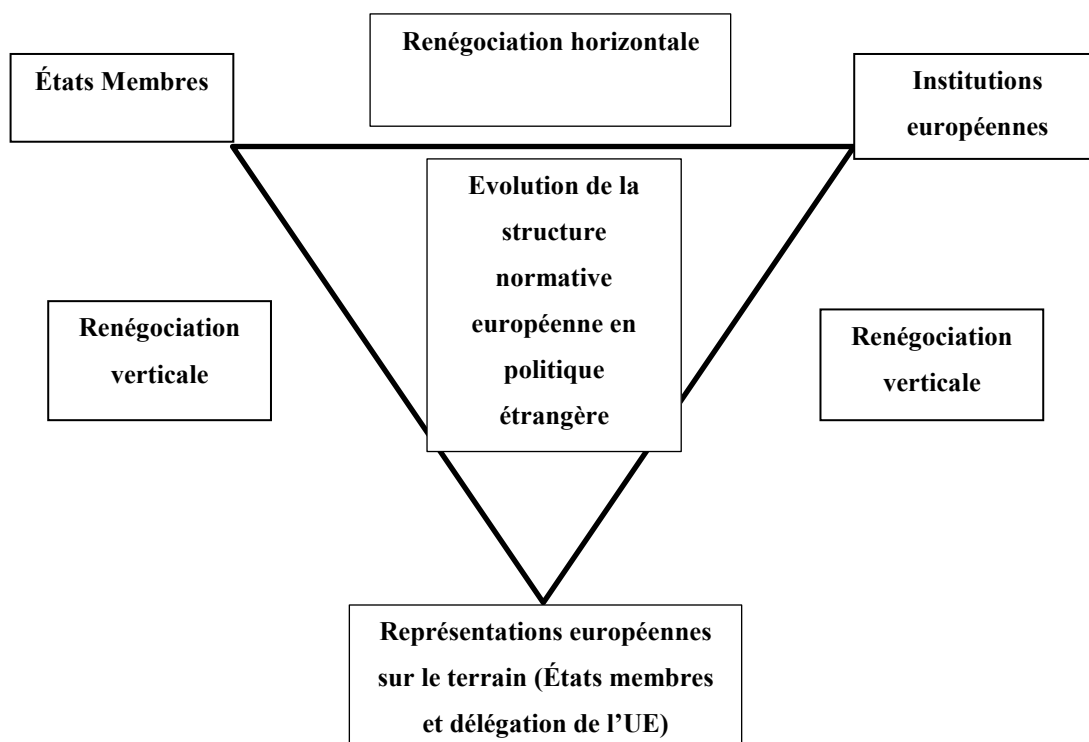 Renégociation horizontale
États Membres
Institutions
européennes
Evolution de la
structure
normative
européenne en
politique
étrangère
Renégociation
verticale
Renégociation
verticale
Représentations européennes
sur le terrain (États membres
et délégation de l’UE)